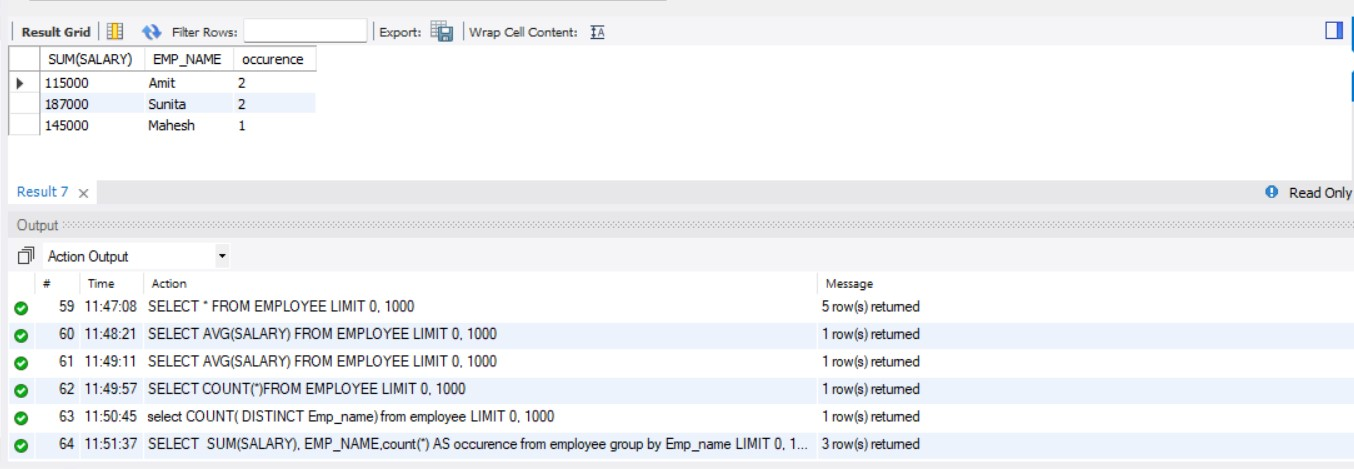 Result Grid Filter Rows: Export: Wrap Cell Content: IA
SUM(SALARY) EMP_NAME occurence
115000 Amit 2
187000 Sunita 2
145000 Mahesh 1
Result 7 × Read Only
Output
Action Output
# Time Action Message
59 11:47:08 SELECT * FROM EMPLOYEE LIMIT 0, 1000 5 row(s) returned
60 11:48:21 SELECT AVG(SALARY) FROM EMPLOYEE LIMIT 0, 1000 1 row(s) returned
61 11:49:11 SELECT AVG(SALARY) FROM EMPLOYEE LIMIT 0, 1000 1 row(s) returned
62 11:49:57 SELECT COUNT(*)FROM EMPLOYEE LIMIT 0, 1000 1 row(s) returned
63 11:50:45 select COUNT( DISTINCT Emp_name) from employee LIMIT 0, 1000 1 row(s) returned
64 11:51:37 SELECT  SUM(SALARY), EMP_NAME,count(*) AS occurence from employee group by Emp_name LIMIT 0, 1... 3 row(s) returned